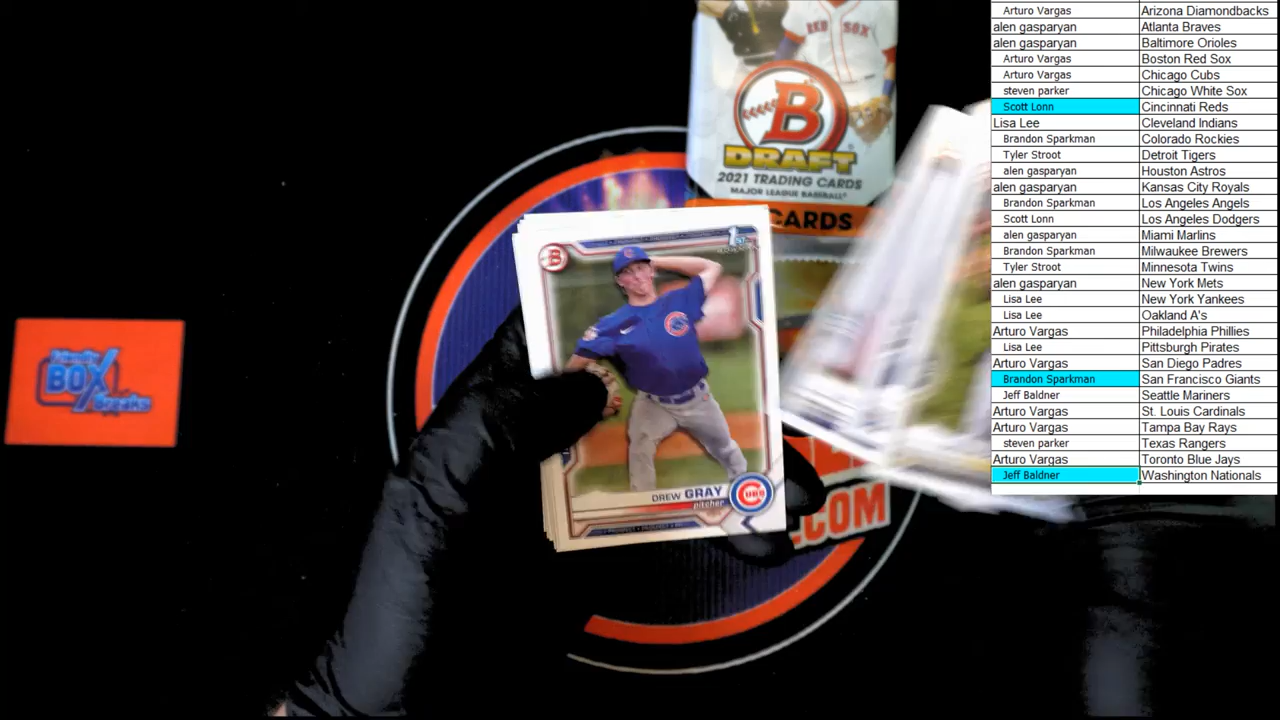 RED SOX
B
DRAFT
2021 TRADING CARDS
MAJOR LEAGUE BASEBALL
CARDS
B
1st
C
DREW GRAY
pitcher
CUBS
.COM
Friendly
BOX
Breaks
Arturo Vargas Arizona Diamondbacks
alen gasparyan Atlanta Braves
alen gasparyan Baltimore Orioles
Arturo Vargas Boston Red Sox
Arturo Vargas Chicago Cubs
steven parker Chicago White Sox
Scott Lonn Cincinnati Reds
Lisa Lee Cleveland Indians
Brandon Sparkman Colorado Rockies
Tyler Stroot Detroit Tigers
alen gasparyan Houston Astros
alen gasparyan Kansas City Royals
Brandon Sparkman Los Angeles Angels
Scott Lonn Los Angeles Dodgers
alen gasparyan Miami Marlins
Brandon Sparkman Milwaukee Brewers
Tyler Stroot Minnesota Twins
alen gasparyan New York Mets
Lisa Lee New York Yankees
Lisa Lee Oakland A's
Arturo Vargas Philadelphia Phillies
Lisa Lee Pittsburgh Pirates
Arturo Vargas San Diego Padres
Brandon Sparkman San Francisco Giants
Jeff Baldner Seattle Mariners
Arturo Vargas St. Louis Cardinals
Arturo Vargas Tampa Bay Rays
steven parker Texas Rangers
Arturo Vargas Toronto Blue Jays
Jeff Baldner Washington Nationals